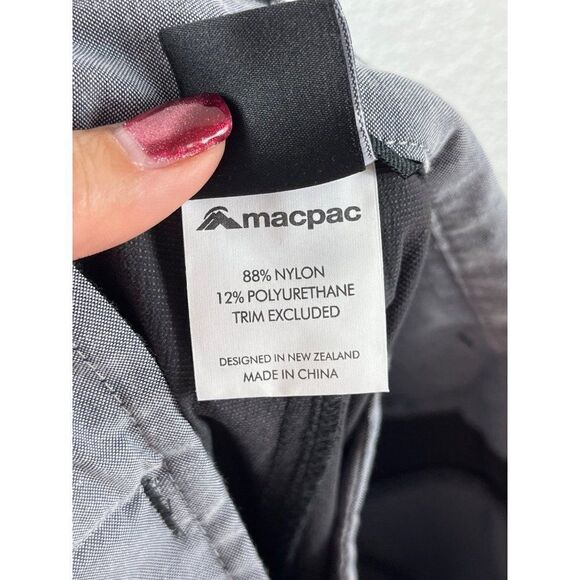 macpac
88% NYLON
12% POLYURETHANE
TRIM EXCLUDED
DESIGNED IN NEW ZEALAND
MADE IN CHINA